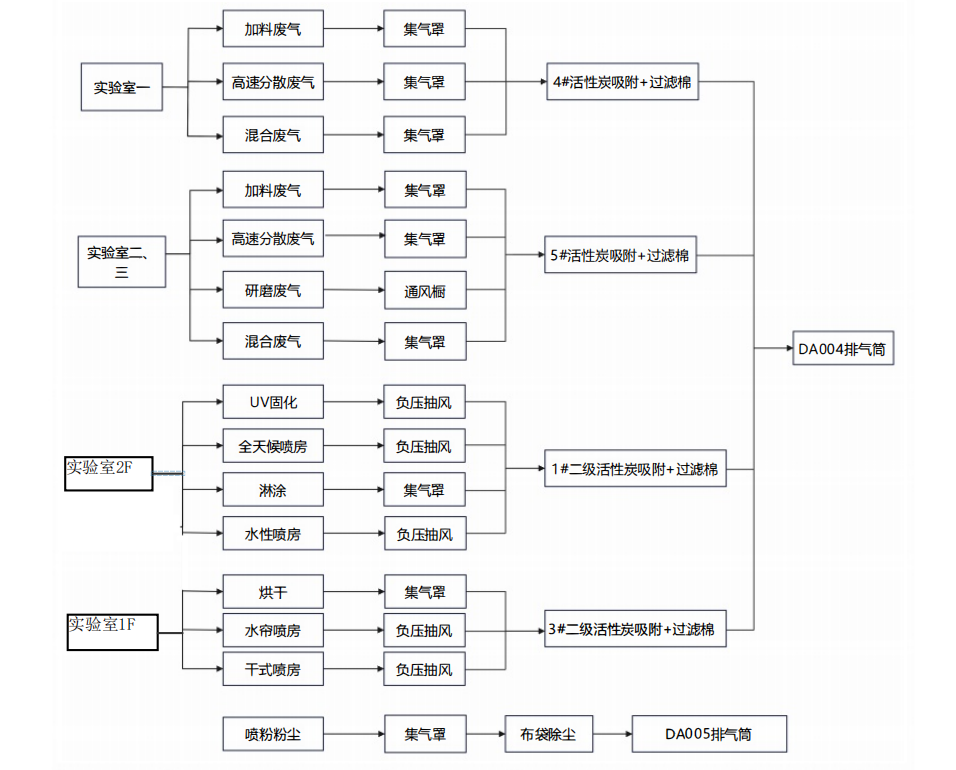 加料废气
集气罩
实验室一
高速分散废气
集气罩
4#活性炭吸附+过滤棉
混合废气
集气罩
加料废气
集气罩
实验室二、
三
高速分散废气
集气罩
5#活性炭吸附+过滤棉
研磨废气
通风橱
混合废气
集气罩
DA004排气筒
UV固化
负压抽风
全天候喷房
负压抽风
实验室2F
1#二级活性炭吸附+过滤棉
淋涂
集气罩
水性喷房
负压抽风
烘干
集气罩
实验室1F
水帘喷房
负压抽风
3#二级活性炭吸附+过滤棉
干式喷房
负压抽风
喷粉粉尘
集气罩
布袋除尘
DA005排气筒